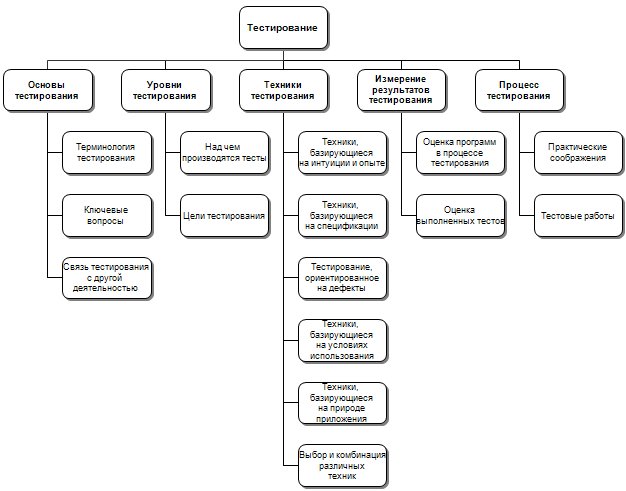 Тестирование
Основы
тестирования
Уровни
тестирования
Техники
тестирования
Измерение
результатов
тестирования
Процесс
тестирования
Терминология
тестирования
Ключевые
вопросы
Связь тестирования
с другой
деятельностью
Над чем
производятся тесты
Цели тестирования
Техники,
базирующиеся
на интуиции и опыте
Техники,
базирующиеся
на спецификации
Тестирование,
ориентированное
на дефекты
Техники,
базирующиеся
на условиях
использования
Техники,
базирующиеся
на природе
приложения
Выбор и комбинация
различных
техник
Оценка программ
в процессе
тестирования
Оценка
выполненных тестов
Практические
соображения
Тестовые работы